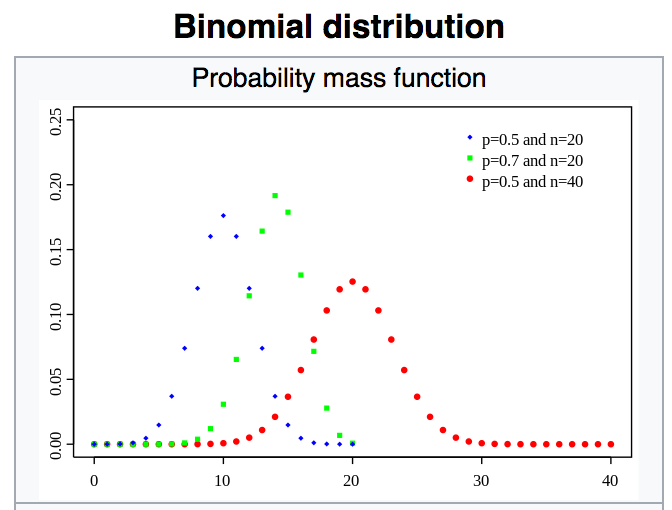 Binomial distribution
Probability mass function
0.25
p=0.5 and n=20
p=0.7 and n=20
p=0.5 and n=40
0.20
0.15
0.10
0.05
0.00
0 10 20 30 40